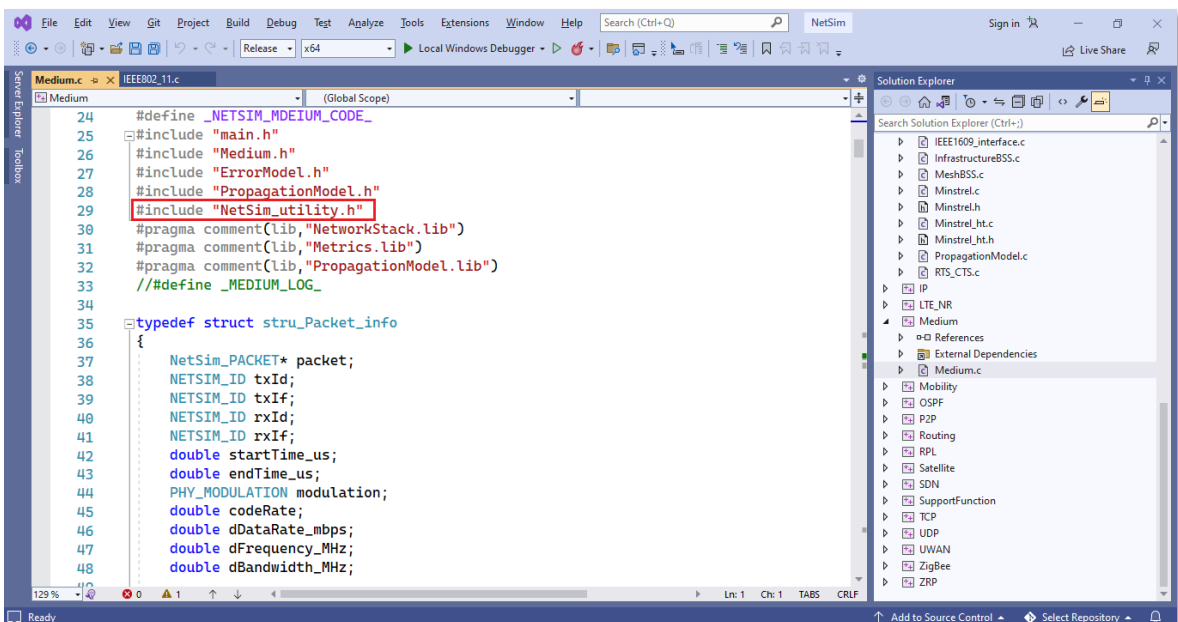 File Edit View Git Project Build Debug Test Analyze Tools Extensions Window Help Search (Ctrl+Q) NetSim Sign in
Release x64 Local Windows Debugger Live Share
Server Explorer
Toolbox
Medium.c IEEE802_11.c
Medium (Global Scope)
24 #define _NETSIM_MDEIUM_CODE_
25 #include "main.h"
26 #include "Medium.h"
27 #include "ErrorModel.h"
28 #include "PropagationModel.h"
29 #include "NetSim_utility.h"
30 #pragma comment(lib,"NetworkStack.lib")
31 #pragma comment(lib,"Metrics.lib")
32 #pragma comment(lib,"PropagationModel.lib")
33 //#define _MEDIUM_LOG_
34
35 typedef struct stru_Packet_info
36 {
37 NetSim_PACKET* packet;
38 NETSIM_ID txId;
39 NETSIM_ID txIf;
40 NETSIM_ID rxId;
41 NETSIM_ID rxIf;
42 double startTime_us;
43 double endTime_us;
44 PHY_MODULATION modulation;
45 double codeRate;
46 double dDataRate_mbps;
47 double dFrequency_MHz;
48 double dBandwidth_MHz;
129 % 0 1 Ln: 1 Ch: 1 TABS CRLF
Solution Explorer
Search Solution Explorer (Ctrl+;)
IEEE1609_interface.c
InfrastructureBSS.c
MeshBSS.c
Minstrel.c
Minstrel.h
Minstrel_ht.c
Minstrel_ht.h
PropagationModel.c
RTS_CTS.c
IP
LTE_NR
Medium
References
External Dependencies
Medium.c
Mobility
OSPF
P2P
Routing
RPL
Satellite
SDN
SupportFunction
TCP
UDP
UWAN
ZigBee
ZRP
Ready Add to Source Control Select Repository